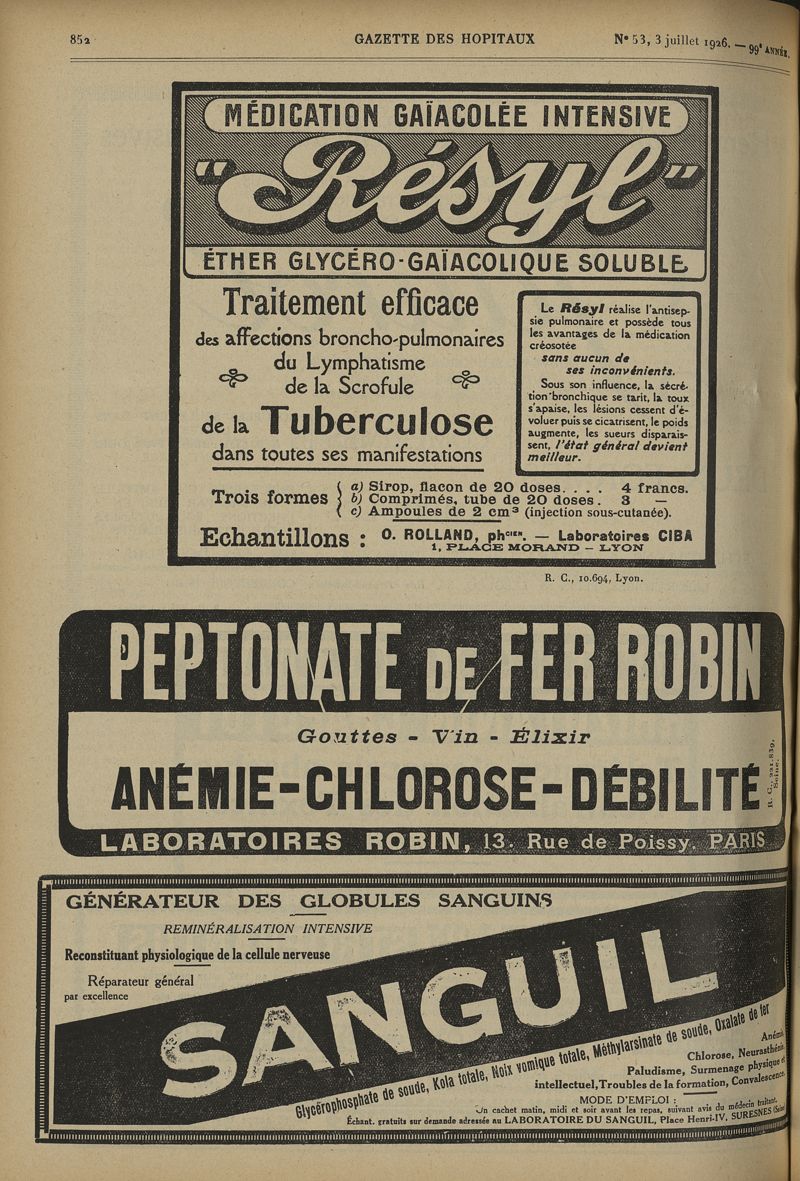 852
GAZETTE DES HOPITAUX
N° 53, 3 juillet 1926. — 99e ANNÉE.
MÉDICATION GAÏACOLÉE INTENSIVE
"Résyl"
ÉTHER GLYCÉRO-GAÏACOLIQUE SOLUBLE
Traitement efficace
des affections broncho-pulmonaires
du Lymphatisme
de la Scrofule
de la Tuberculose
dans toutes ses manifestations
Le Résyl réalise l'antisep-
sie pulmonaire et possède tous
les avantages de la médication
créosotée
sans aucun de
ses inconvénients.
Sous son influence, la sécré-
tion bronchique se tarit, la toux
s'apaise, les lésions cessent d'é-
voluer puis se cicatrisent, le poids
augmente, les sueurs disparais-
sent, l'état général devient
meilleur.
Trois formes
a) Sirop, flacon de 20 doses. . . . 4 francs.
b) Comprimés, tube de 20 doses. 3 —
c) Ampoules de 2 cm³ (injection sous-cutanée).
Echantillons : O. ROLLAND, phcien. — Laboratoires CIBA
1, PLACE MORAND — LYON
R. C., 10.694, Lyon.
PEPTONATE DE FER ROBIN
Gouttes - Vin - Élixir
ANÉMIE-CHLOROSE-DÉBILITÉ
R. C., 221.839, Seine.
LABORATOIRES ROBIN, 13. Rue de Poissy. PARIS
GÉNÉRATEUR DES GLOBULES SANGUINS
REMINÉRALISATION INTENSIVE
Reconstituant physiologique de la cellule nerveuse
Réparateur général
par excellence
SANGUIL
Glycérophosphate de soude, Kola totale, Noix vomique totale, Méthylarsinate de soude, Oxalate de fer
Anémie
Chlorose, Neurasthénie
Paludisme, Surmenage physique et
intellectuel, Troubles de la formation, Convalescence.
MODE D'EMPLOI :
Un cachet matin, midi et soir avant les repas, suivant avis du médecin traitant.
Échant. gratuits sur demande adressée au LABORATOIRE DU SANGUIL, Place Henri-IV, SURESNES (Seine)